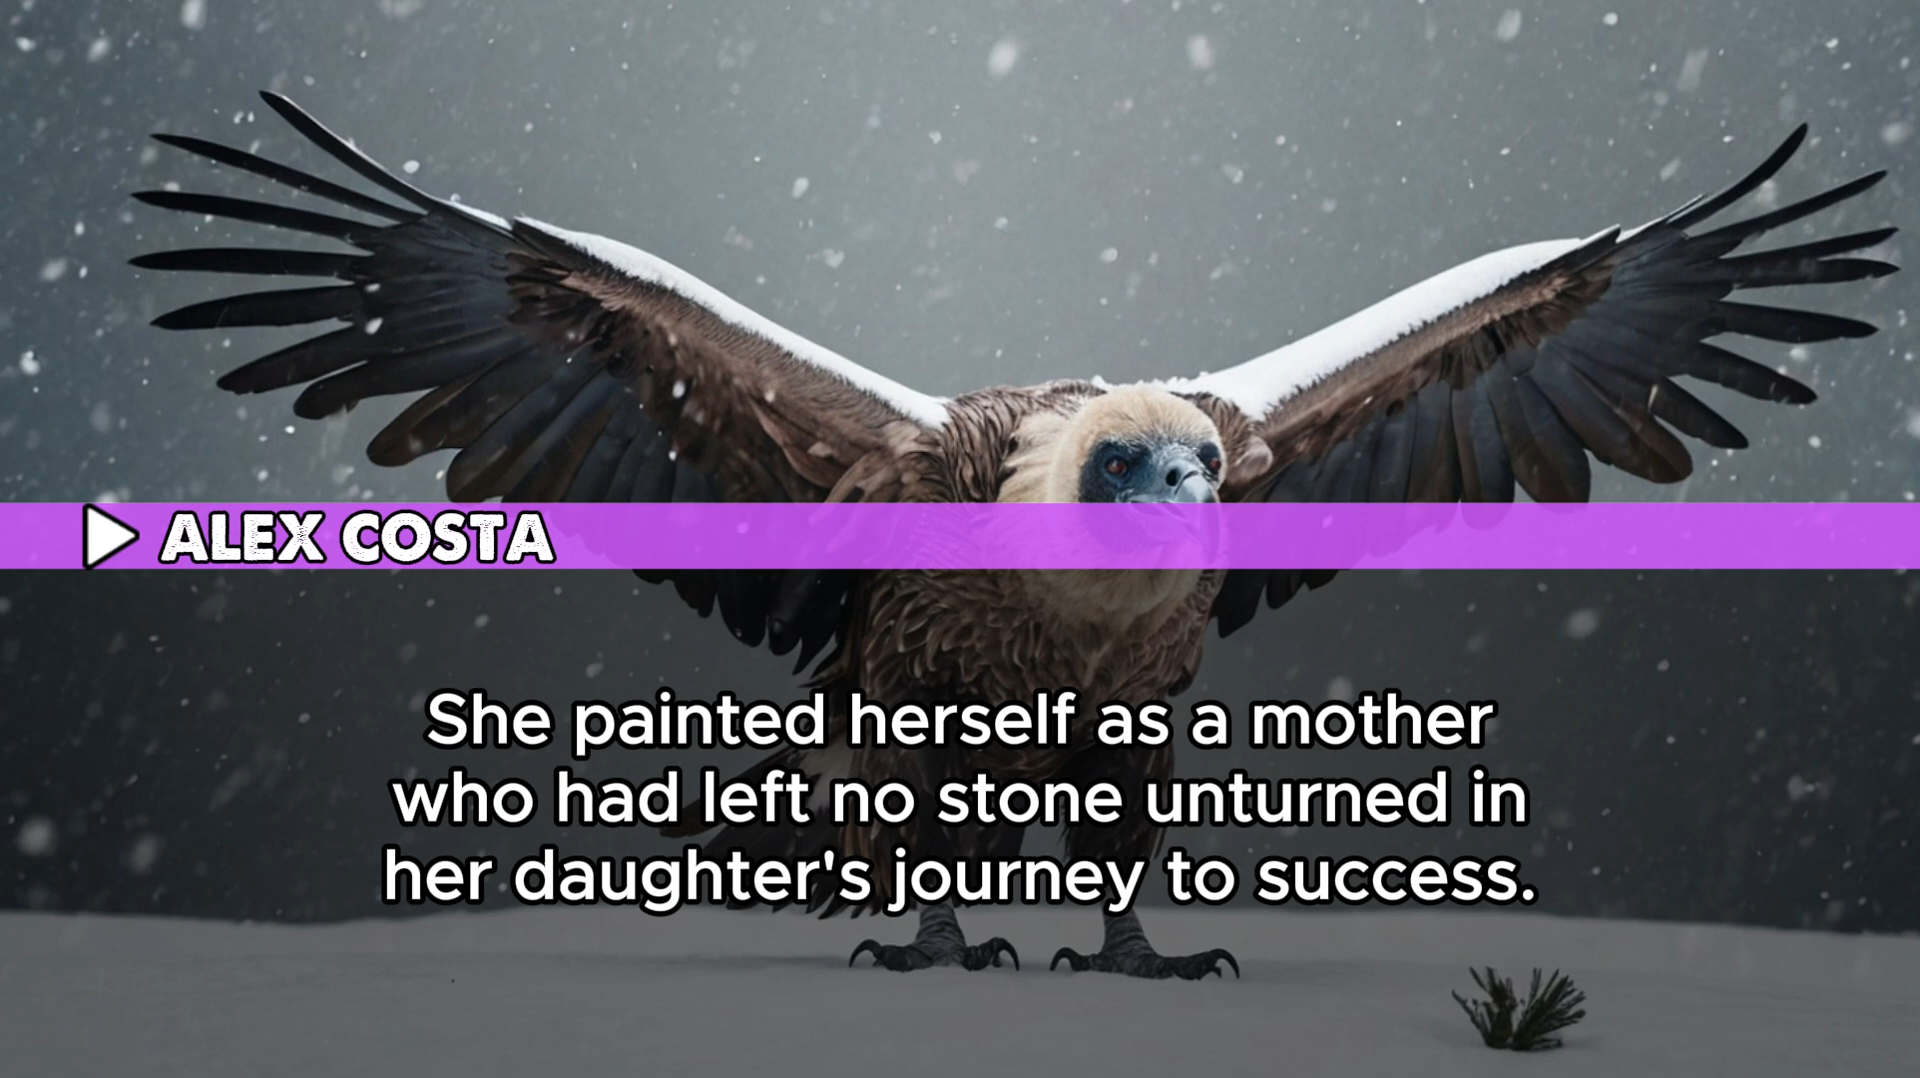 ALEX COSTA
She painted herself as a mother
who had left no stone unturned in
her daughter's journey to success.